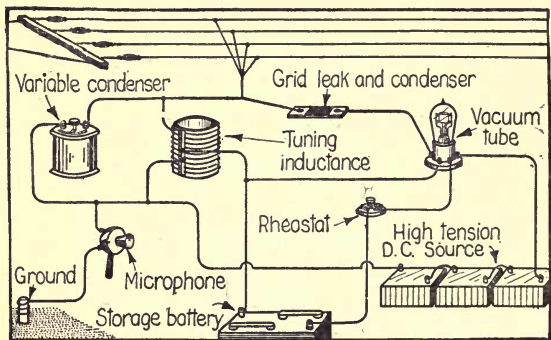 Variable condenser
Grid leak and condenser
Vacuum
tube
Tuning
inductance
Rheostat
High tension
D.C. Source
Ground
Microphone
Storage battery